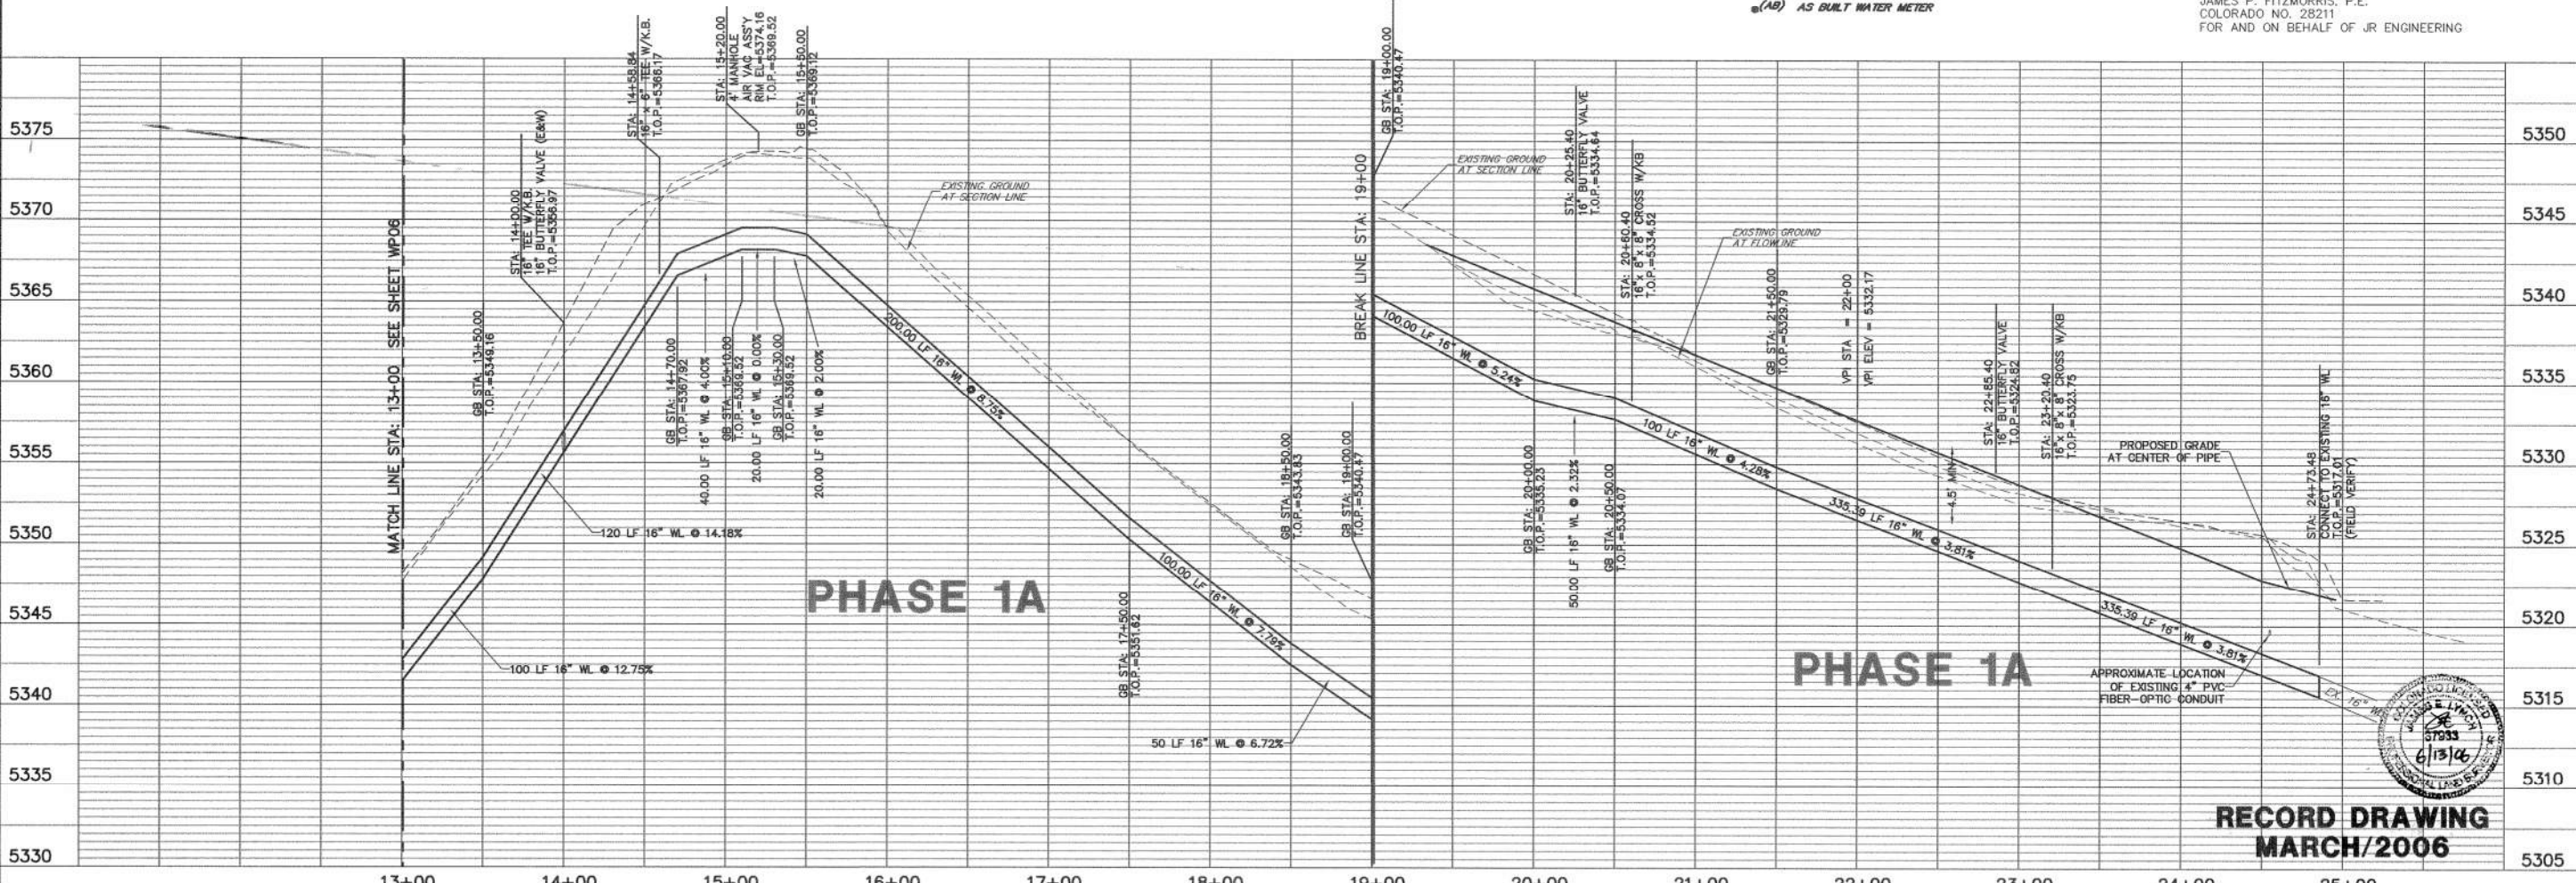 (AB) AS BUILT WATER METER
JAMES P. FITZMORRIS, P.E.
COLORADO NO. 28211
FOR AND ON BEHALF OF JR ENGINEERING
5375
5370
5365
5360
5355
5350
5345
5340
5335
5330
MATCH LINE STA: 13+00 SEE SHEET WP06
GB STA: 13+50.00
T.O.P.=5349.16
STA: 14+00.00
16" TEE W/K.B.
16" BUTTERFLY VALVE (E&W)
T.O.P.=5356.97
STA: 14+58.84
16" x 6" TEE W/K.B.
T.O.P.=5366.17
STA: 15+20.00
4' MANHOLE
AIR VAC ASS'Y
RIM EL=5374.16
T.O.P.=5369.52
GB STA: 15+50.00
T.O.P.=5369.12
EXISTING GROUND
AT SECTION LINE
GB STA: 14+70.00
T.O.P.=5367.92
40.00 LF 16" WL @ 4.00%
GB STA: 15+10.00
T.O.P.=5369.52
20.00 LF 16" WL @ 0.00%
GB STA: 15+30.00
T.O.P.=5369.52
20.00 LF 16" WL @ 2.00%
200.00 LF 16" WL @ 8.75%
120 LF 16" WL @ 14.18%
100 LF 16" WL @ 12.75%
PHASE 1A
GB STA: 17+50.00
T.O.P.=5351.62
100.00 LF 16" WL @ 7.79%
50 LF 16" WL @ 6.72%
GB STA: 18+50.00
T.O.P.=5343.83
GB STA: 19+00.00
T.O.P.=5340.47
BREAK LINE STA: 19+00
GB STA: 19+00.00
T.O.P.=5340.47
EXISTING GROUND
AT SECTION LINE
100.00 LF 16" WL @ 5.24%
GB STA: 20+00.00
T.O.P.=5335.23
50.00 LF 16" WL @ 2.32%
GB STA: 20+50.00
T.O.P.=5334.07
STA: 20+25.40
16" BUTTERFLY VALVE
T.O.P.=5334.64
STA: 20+60.40
16" x 8" x 8" CROSS W/KB
T.O.P.=5334.52
EXISTING GROUND
AT FLOWLINE
100 LF 16" WL @ 4.28%
GB STA: 21+50.00
T.O.P.=5329.79
VPI STA = 22+00
VPI ELEV = 5332.17
335.39 LF 16" WL @ 3.81%
4.5' MIN
STA: 22+85.40
16" BUTTERFLY VALVE
T.O.P.=5324.82
STA: 23+20.40
16" x 8" x 8" CROSS W/KB
T.O.P.=5323.75
PROPOSED GRADE
AT CENTER OF PIPE
STA: 24+73.48
CONNECT TO EXISTING 16" WL
T.O.P.=5317.01
(FIELD VERIFY)
335.39 LF 16" WL @ 3.81%
PHASE 1A
APPROXIMATE LOCATION
OF EXISTING 4" PVC
FIBER-OPTIC CONDUIT
EX. 16" WL
COLORADO LICENSED
JAMES E. LYNCH
37933
6/13/06
PROFESSIONAL LAND SURVEYOR
RECORD DRAWING
MARCH/2006
5350
5345
5340
5335
5330
5325
5320
5315
5310
5305
13+00 14+00 15+00 16+00 17+00 18+00 19+00 20+00 21+00 22+00 23+00 24+00 25+00